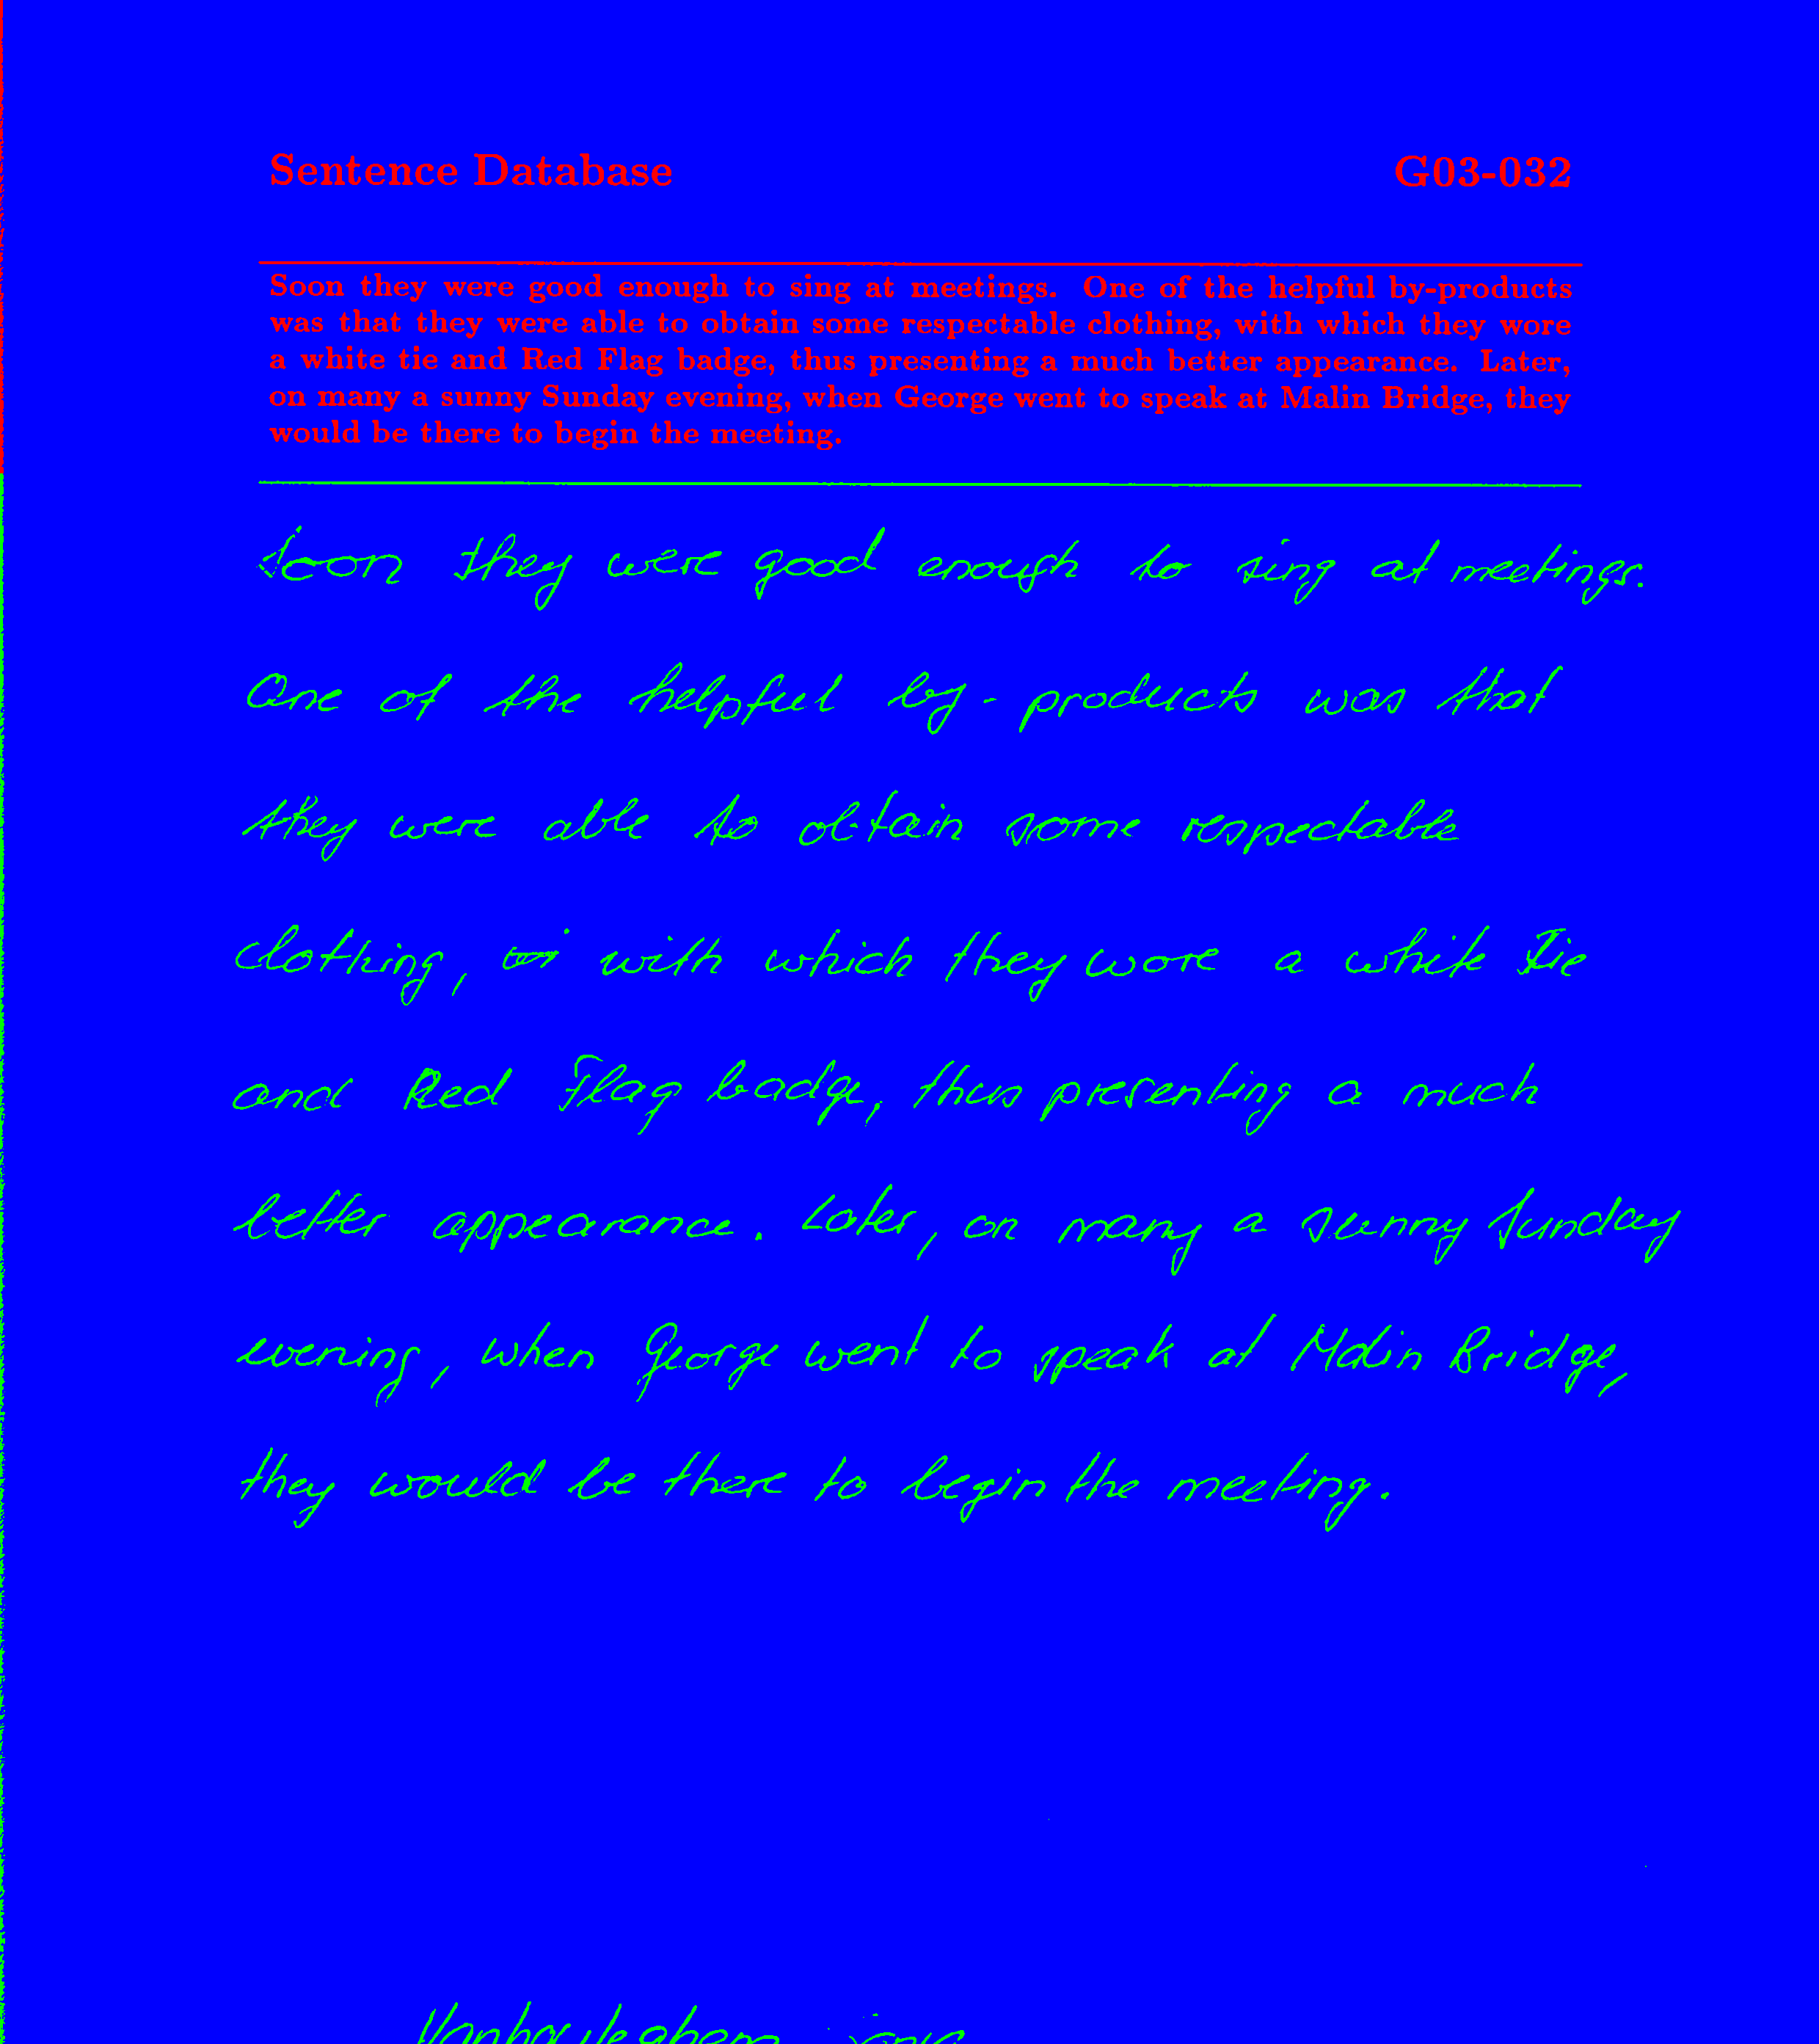 Sentence Database G03-032
Soon they were good enough to sing at meetings. One of the helpful by-products
was that they were able to obtain some respectable clothing, with which they wore
a white tie and Red Flag badge, thus presenting a much better appearance. Later,
on many a sunny Sunday evening, when George went to speak at Malin Bridge, they
would be there to begin the meeting.
Soon they were good enough to sing at meetings.
One of the helpful by-products was that
they were able to obtain some respectable
clothing, with which they wore a white tie
and Red Flag badge, thus presenting a much
better appearance. Later, on many a sunny Sunday
evening, when George went to speak at Malin Bridge,
they would be there to begin the meeting.